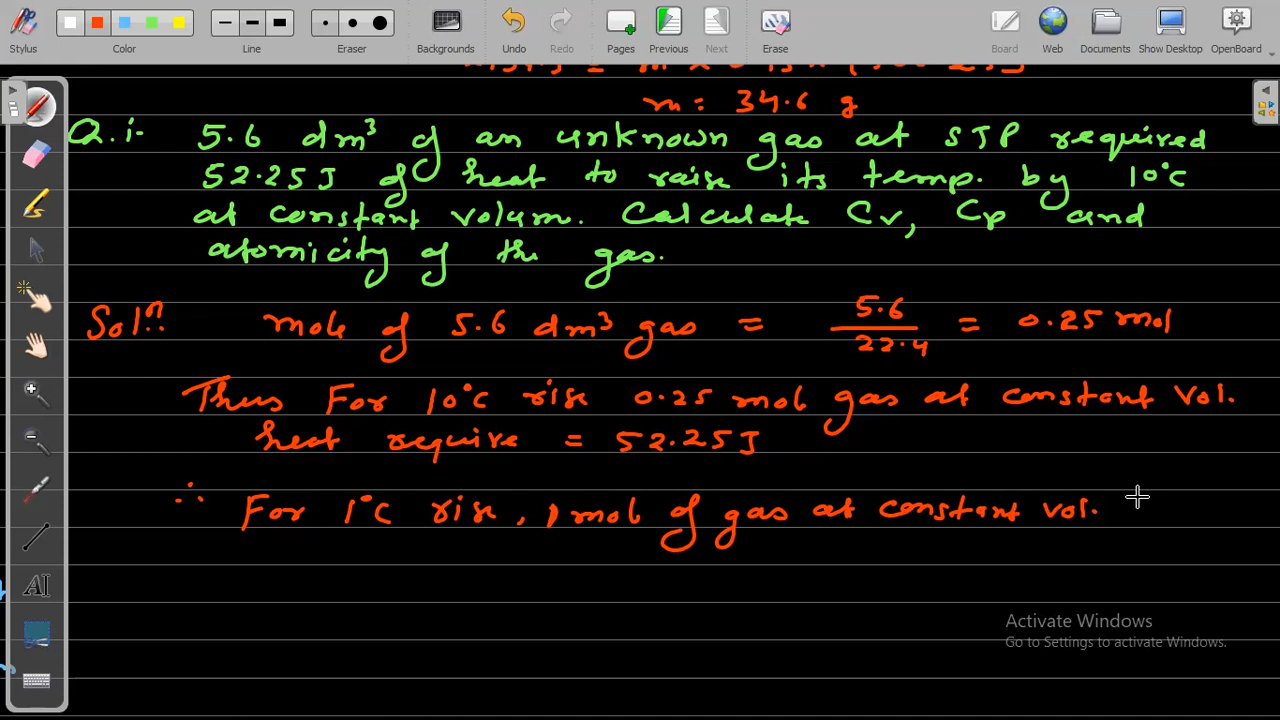 Stylus Color Line Eraser Backgrounds Undo Redo Pages Previous Next Erase Board Web Documents Show Desktop OpenBoard
m = 34.6 g
Q.:- 5.6 dm³ of an unknown gas at STP required
52.25J of heat to raise its temp. by 10°C
at constant volum. Calculate Cv, Cp and
atomicity of the gas.
Solⁿ: mole of 5.6 dm³ gas = 5.6/22.4 = 0.25 mol
Thus For 10°C rise 0.25 mol gas at constant vol.
heat require = 52.25J
∴ For 1°C rise, 1 mol of gas at constant vol.
Activate Windows
Go to Settings to activate Windows.